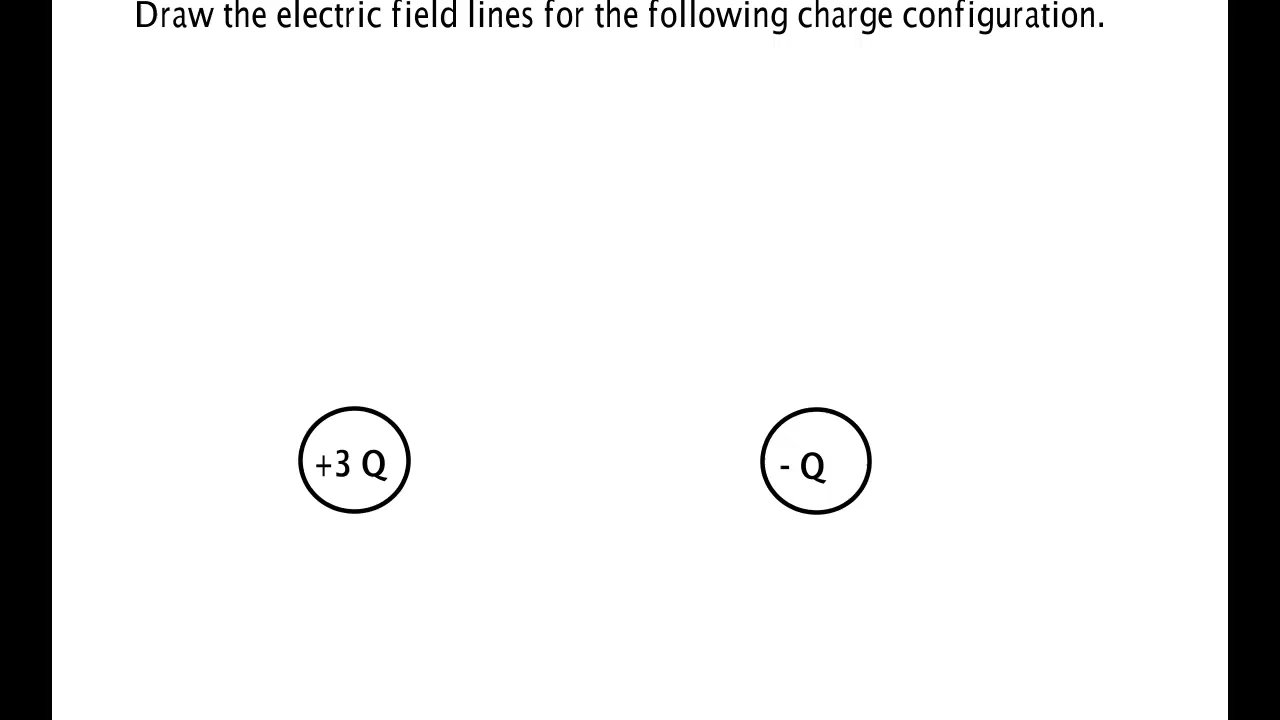 Draw the electric field lines for the following charge configuration.
+3 Q
- Q